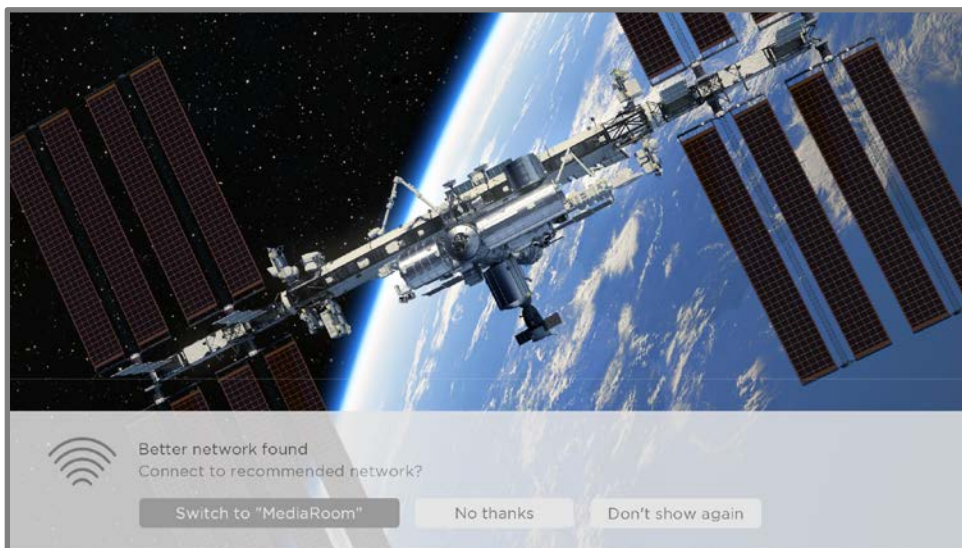 Better network found
Connect to recommended network?
Switch to "MediaRoom"
No thanks
Don't show again